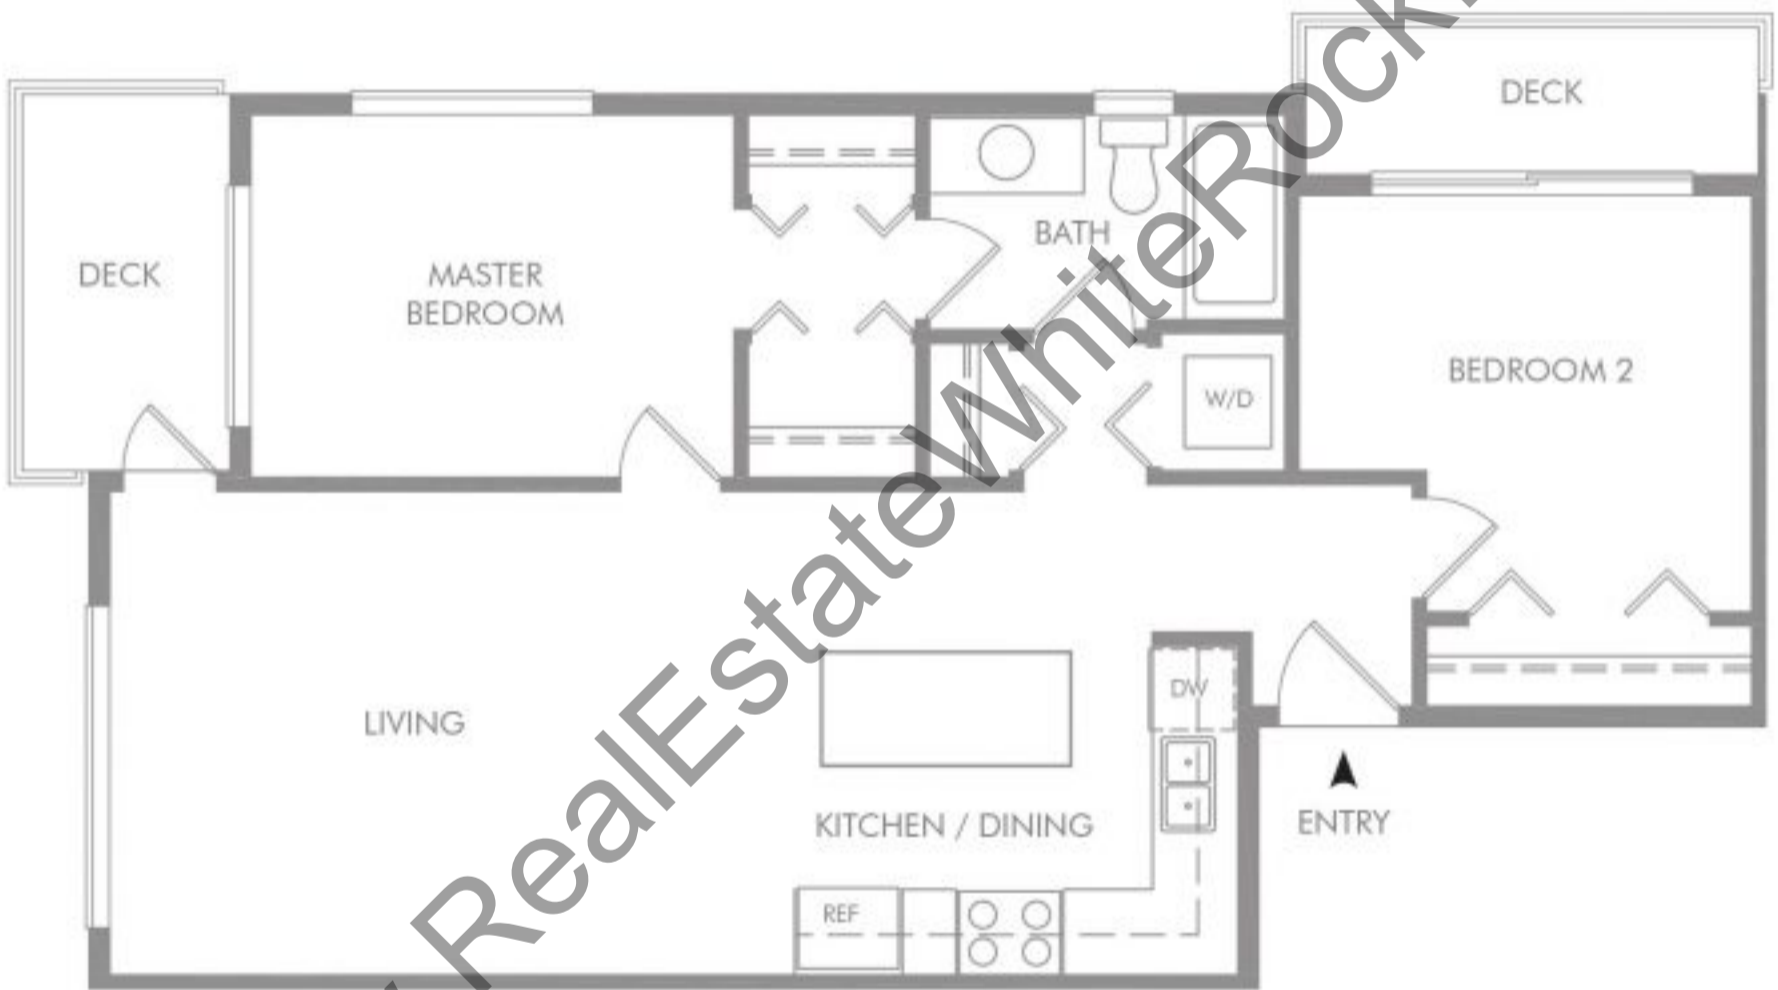 DECK
DECK
MASTER
BEDROOM
BATH
BEDROOM 2
W/D
LIVING
DW
KITCHEN / DINING
ENTRY
REF
RealEstateWhiteRock